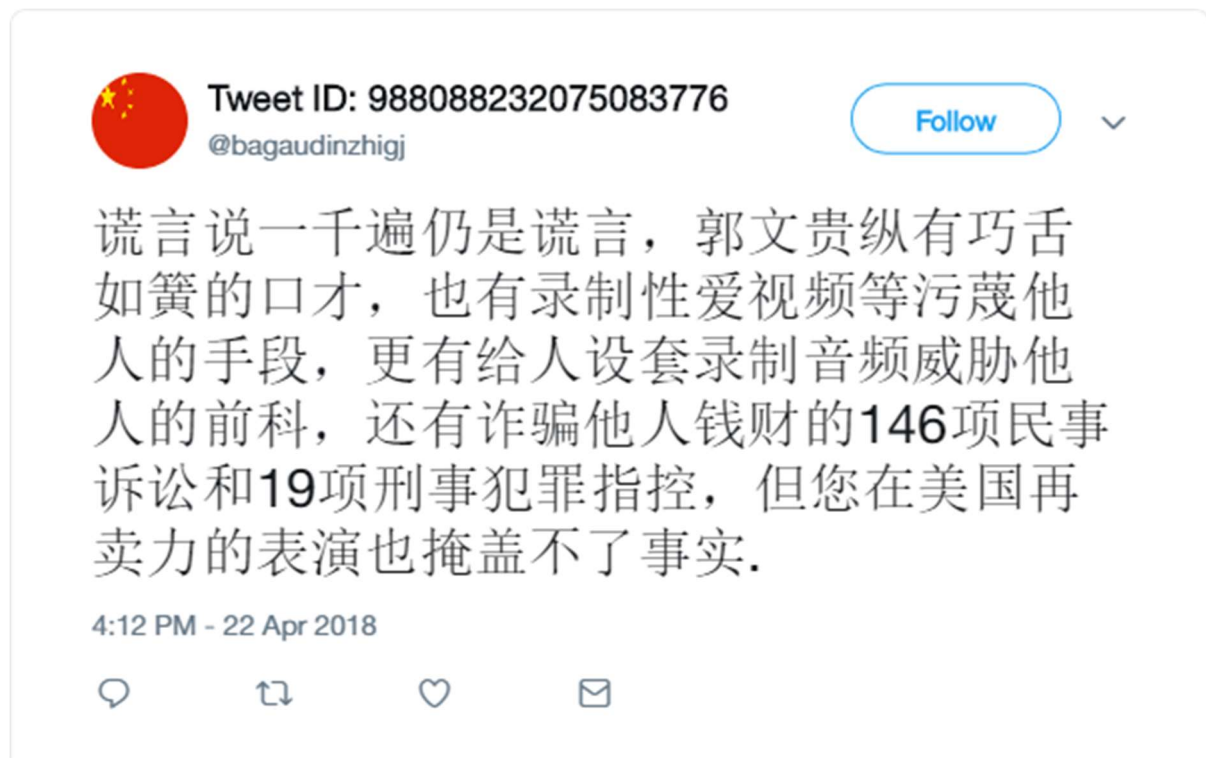 Tweet ID: 988088232075083776
Follow
@bagaudinzhigj
谎言说一千遍仍是谎言，郭文贵纵有巧舌
如簧的口才，也有录制性爱视频等污蔑他
人的手段，更有给人设套录制音频威胁他
人的前科，还有诈骗他人钱财的146项民事
诉讼和19项刑事犯罪指控，但您在美国再
卖力的表演也掩盖不了事实.
4:12 PM - 22 Apr 2018